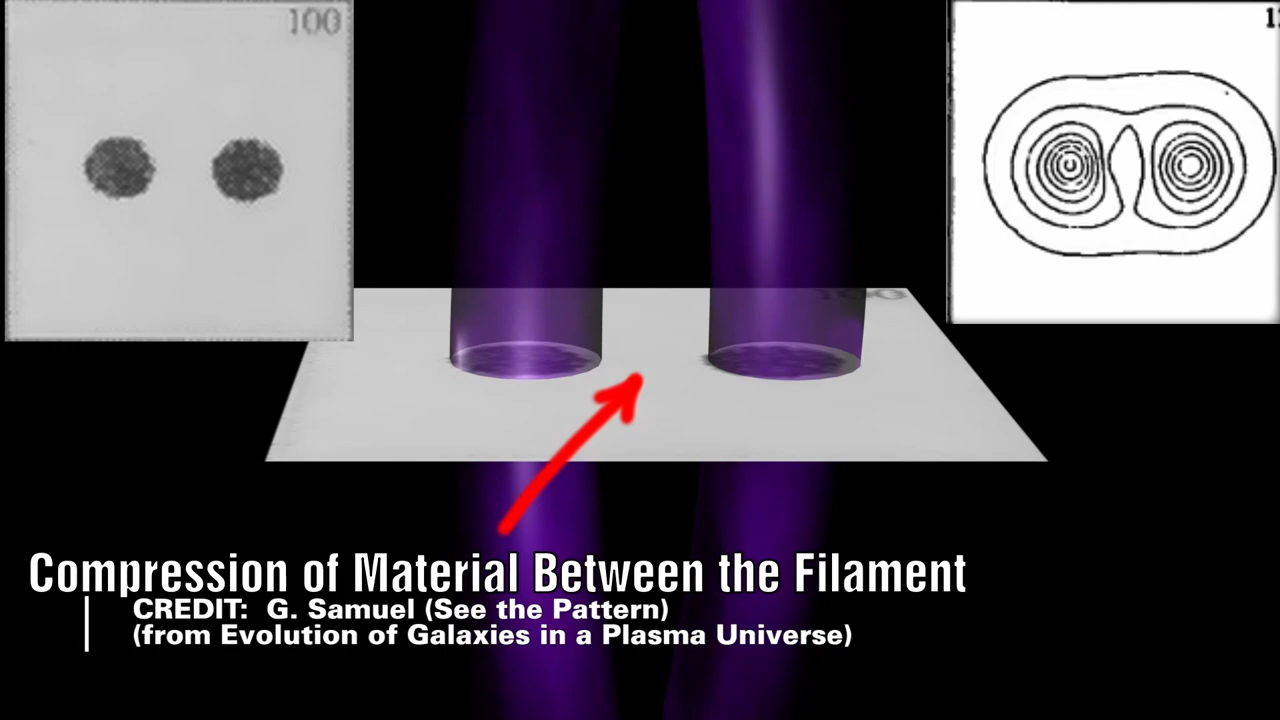 100
Compression of Material Between the Filament
CREDIT: G. Samuel (See the Pattern)
(from Evolution of Galaxies in a Plasma Universe)